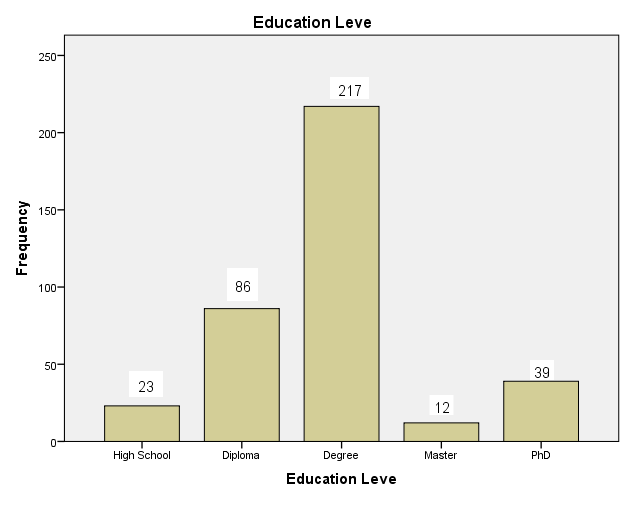 Education Leve
250
200
150
100
50
0
Frequency
23
86
217
12
39
High School
Diploma
Degree
Master
PhD
Education Leve